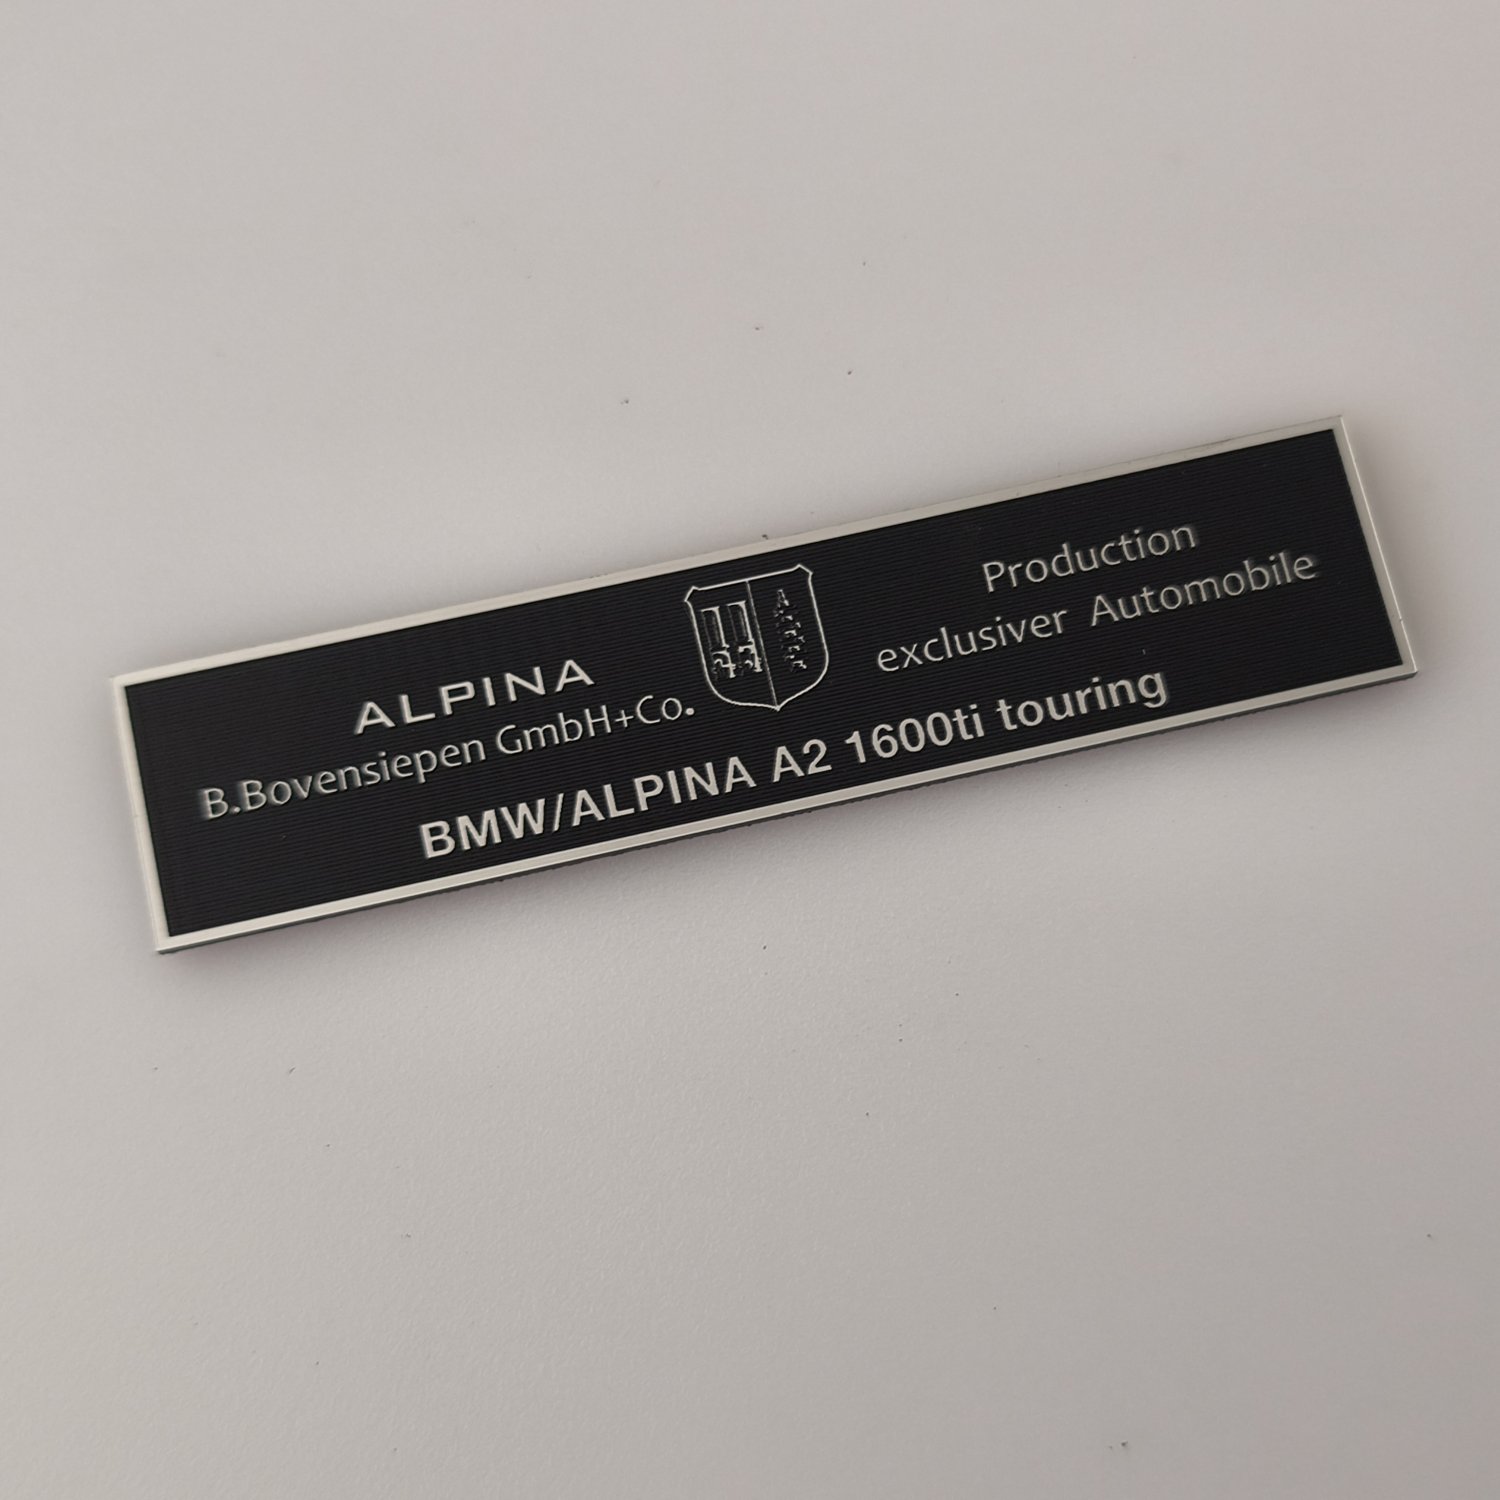 ALPINA
B.Bovensiepen GmbH+Co.
Production
exclusiver Automobile
BMW/ALPINA A2 1600ti touring